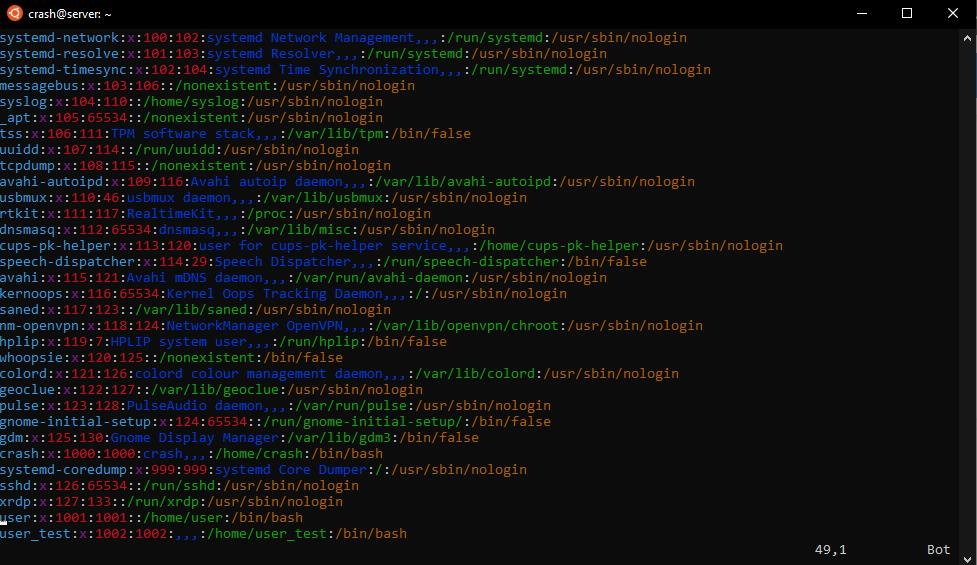 crash@server: ~
systemd-network:x:100:102:systemd Network Management,,,:/run/systemd:/usr/sbin/nologin
systemd-resolve:x:101:103:systemd Resolver,,,:/run/systemd:/usr/sbin/nologin
systemd-timesync:x:102:104:systemd Time Synchronization,,,:/run/systemd:/usr/sbin/nologin
messagebus:x:103:106::/nonexistent:/usr/sbin/nologin
syslog:x:104:110::/home/syslog:/usr/sbin/nologin
_apt:x:105:65534::/nonexistent:/usr/sbin/nologin
tss:x:106:111:TPM software stack,,,:/var/lib/tpm:/bin/false
uuidd:x:107:114::/run/uuidd:/usr/sbin/nologin
tcpdump:x:108:115::/nonexistent:/usr/sbin/nologin
avahi-autoipd:x:109:116:Avahi autoip daemon,,,:/var/lib/avahi-autoipd:/usr/sbin/nologin
usbmux:x:110:46:usbmux daemon,,,:/var/lib/usbmux:/usr/sbin/nologin
rtkit:x:111:117:RealtimeKit,,,:/proc:/usr/sbin/nologin
dnsmasq:x:112:65534:dnsmasq,,,:/var/lib/misc:/usr/sbin/nologin
cups-pk-helper:x:113:120:user for cups-pk-helper service,,,:/home/cups-pk-helper:/usr/sbin/nologin
speech-dispatcher:x:114:29:Speech Dispatcher,,,:/run/speech-dispatcher:/bin/false
avahi:x:115:121:Avahi mDNS daemon,,,:/var/run/avahi-daemon:/usr/sbin/nologin
kernoops:x:116:65534:Kernel Oops Tracking Daemon,,,:/:/usr/sbin/nologin
saned:x:117:123::/var/lib/saned:/usr/sbin/nologin
nm-openvpn:x:118:124:NetworkManager OpenVPN,,,:/var/lib/openvpn/chroot:/usr/sbin/nologin
hplip:x:119:7:HPLIP system user,,,:/run/hplip:/bin/false
whoopsie:x:120:125::/nonexistent:/bin/false
colord:x:121:126:colord colour management daemon,,,:/var/lib/colord:/usr/sbin/nologin
geoclue:x:122:127::/var/lib/geoclue:/usr/sbin/nologin
pulse:x:123:128:PulseAudio daemon,,,:/var/run/pulse:/usr/sbin/nologin
gnome-initial-setup:x:124:65534::/run/gnome-initial-setup/:/bin/false
gdm:x:125:130:Gnome Display Manager:/var/lib/gdm3:/bin/false
crash:x:1000:1000:crash,,,:/home/crash:/bin/bash
systemd-coredump:x:999:999:systemd Core Dumper:/:/usr/sbin/nologin
sshd:x:126:65534::/run/sshd:/usr/sbin/nologin
xrdp:x:127:133::/run/xrdp:/usr/sbin/nologin
user:x:1001:1001::/home/user:/bin/bash
user_test:x:1002:1002:,,,:/home/user_test:/bin/bash
49,1 Bot